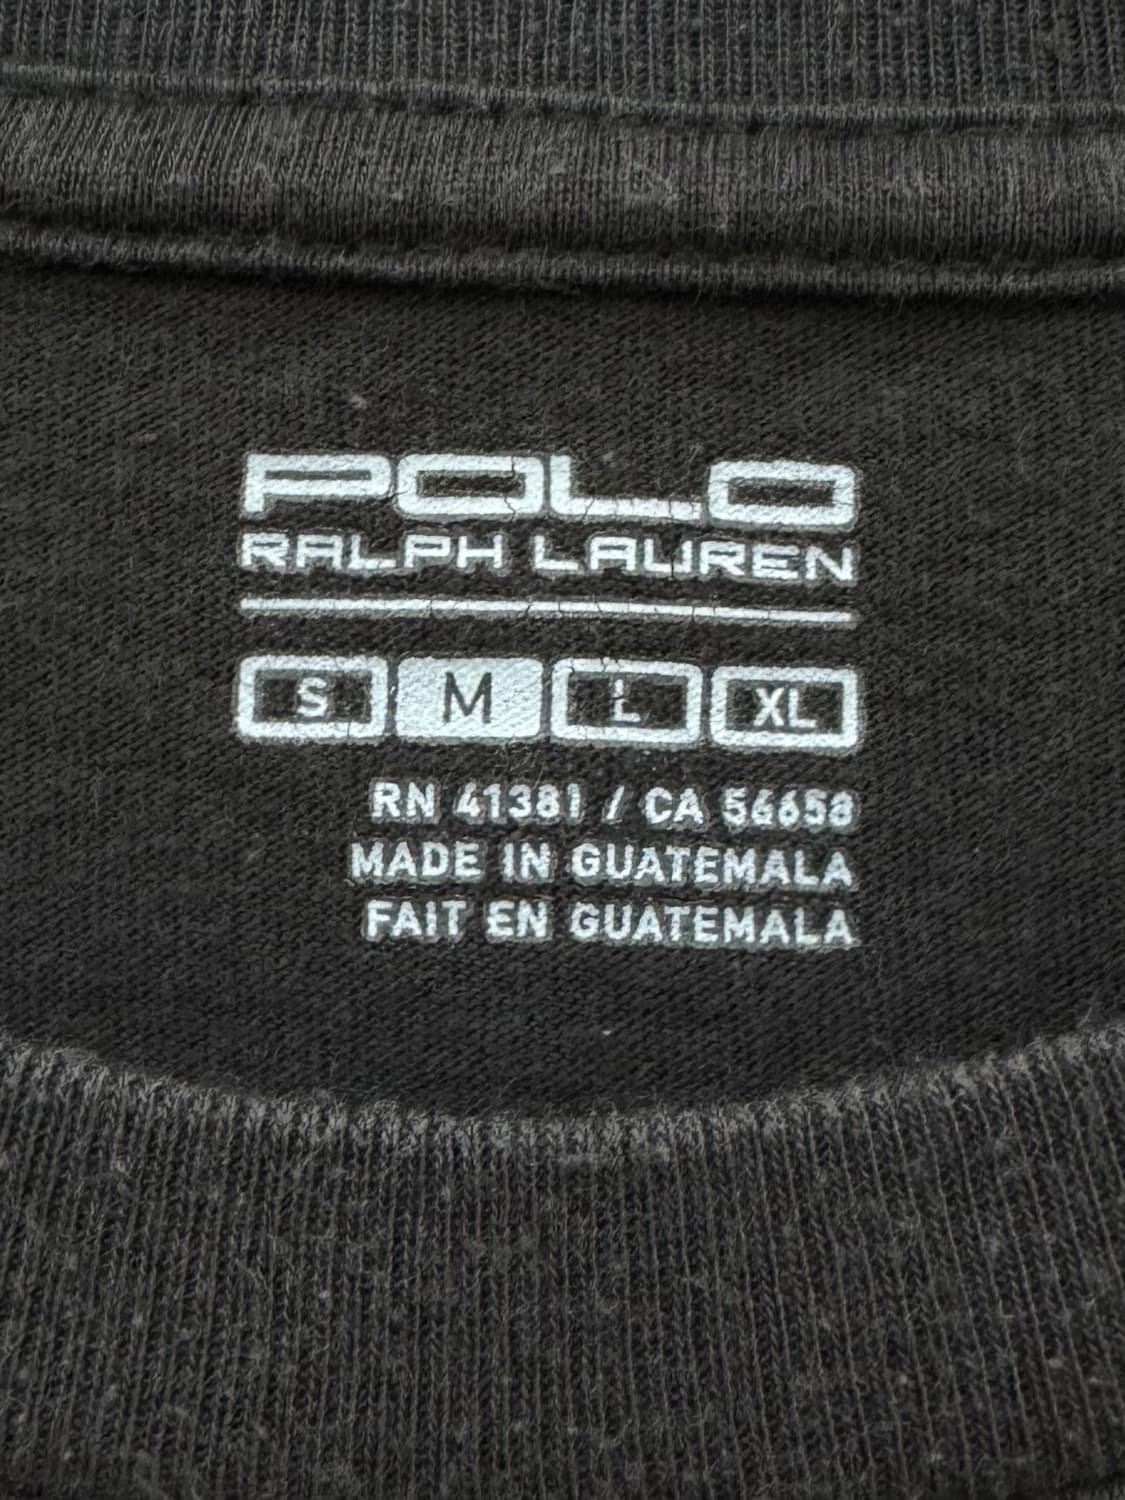 POLO
RALPH LAUREN
S M L XL
RN 41381 / CA 56658
MADE IN GUATEMALA
FAIT EN GUATEMALA